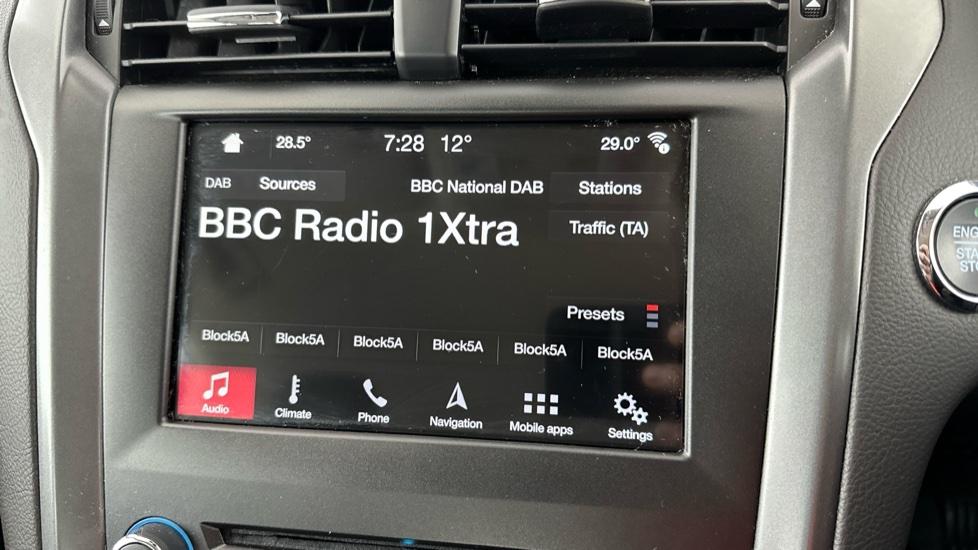 28.5° 7:28 12° 29.0°
DAB Sources BBC National DAB Stations
BBC Radio 1Xtra Traffic (TA)
Presets
Block5A Block5A Block5A Block5A Block5A Block5A
Audio Climate Phone Navigation Mobile apps Settings